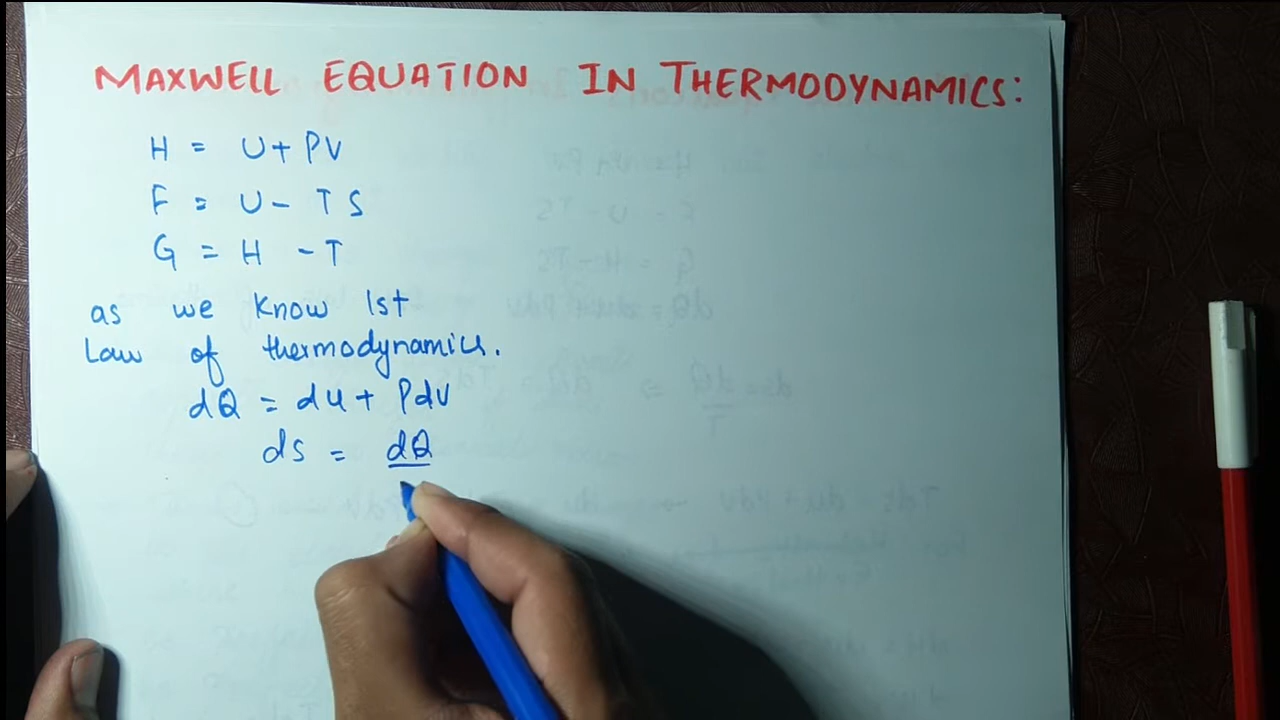 MAXWELL EQUATION IN THERMODYNAMICS:
H = U + PV
F = U - TS
G = H - T
as we know 1st
Law of thermodynamics.
dQ = du + Pdv
ds = dQ